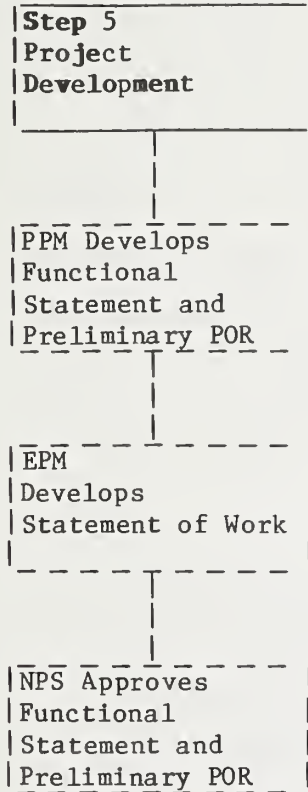 Step 5
Project
Development
PPM Develops
Functional
Statement and
Preliminary POR
EPM
Develops
Statement of Work
NPS Approves
Functional
Statement and
Preliminary POR